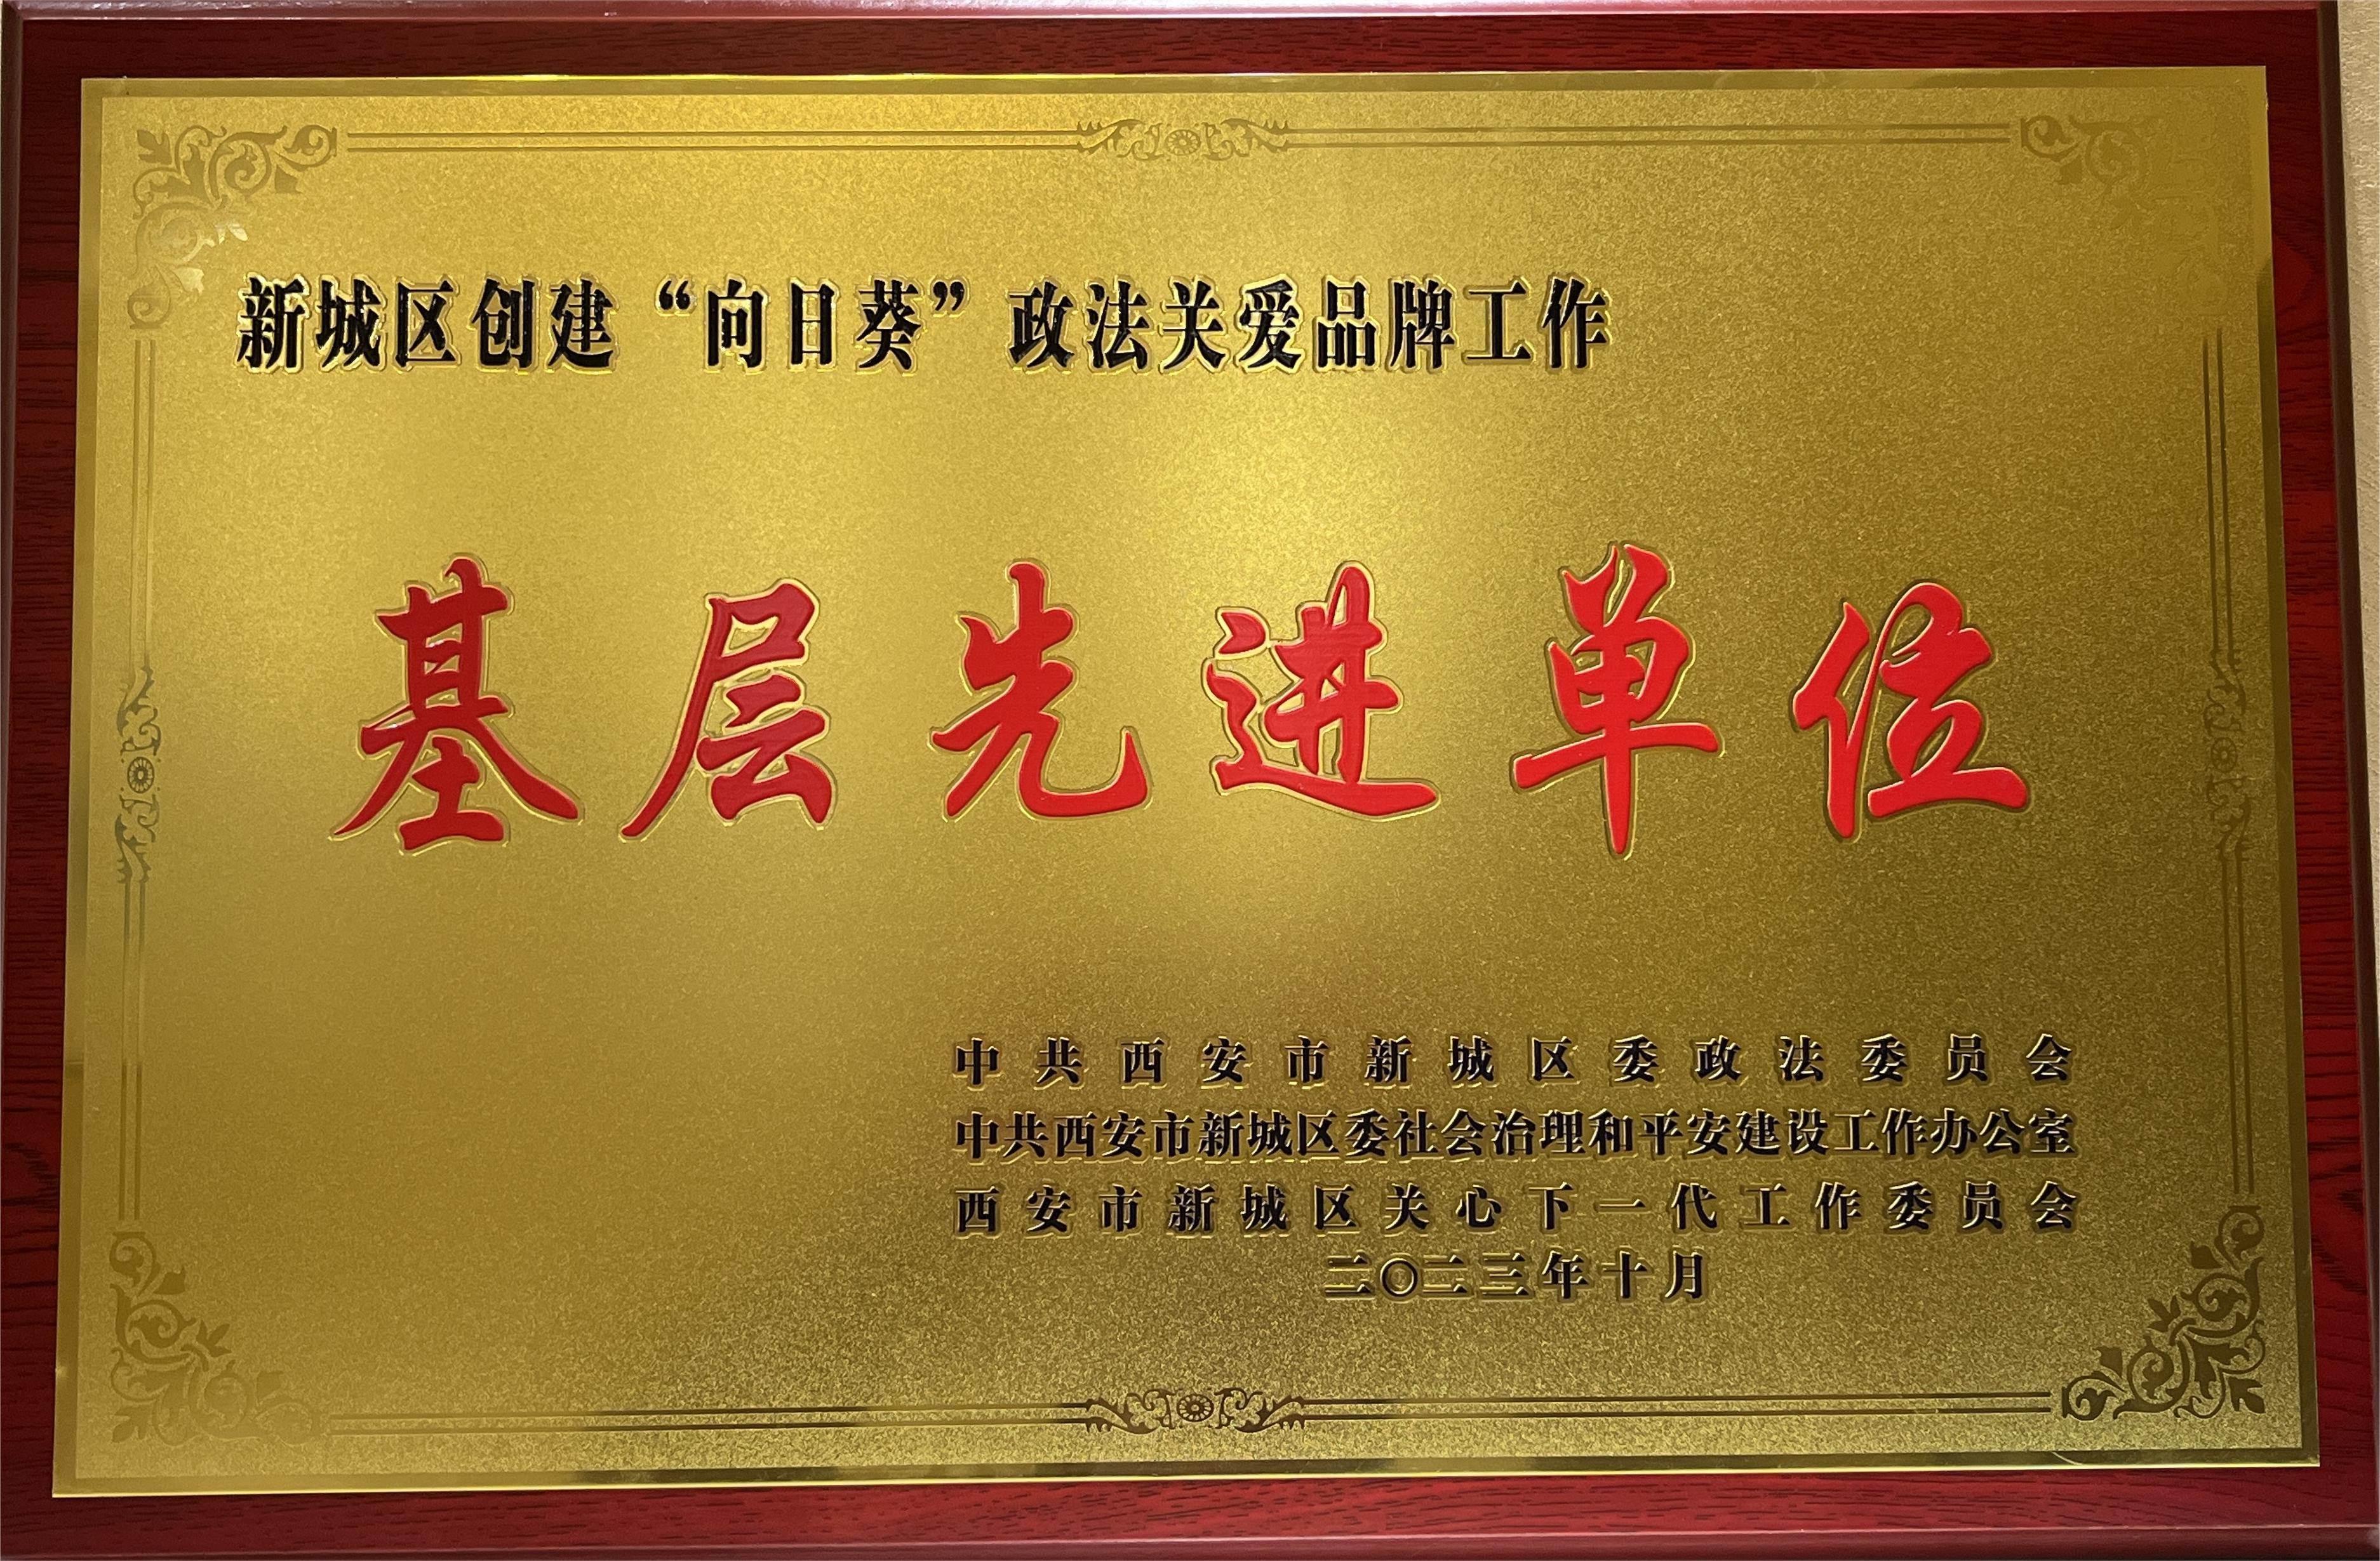 新城区创建“向日葵”政法关爱品牌工作
基层先进单位
中共西安市新城区委政法委员会
中共西安市新城区委社会治理和平安建设工作办公室
西安市新城区关心下一代工作委员会
二〇二三年十月